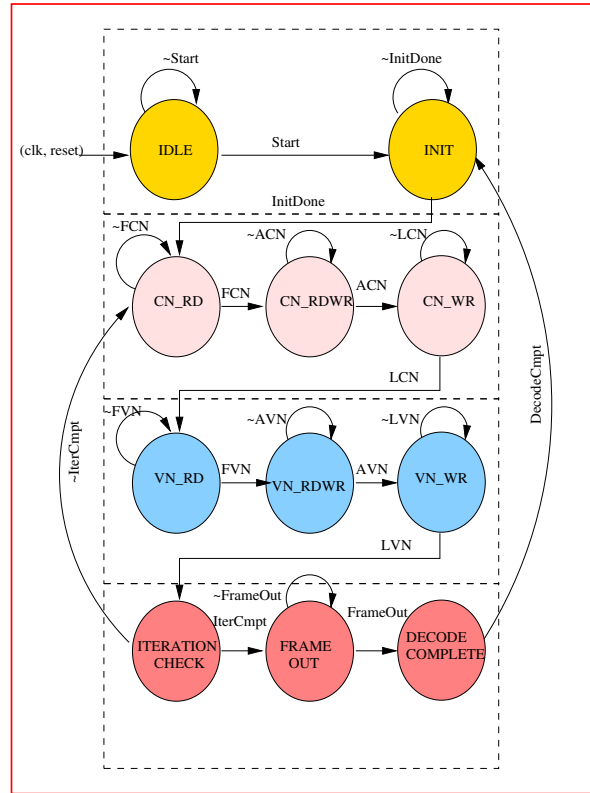 ~Start
~InitDone
(clk, reset)
IDLE
Start
INIT
InitDone
~FCN
~ACN
~LCN
CN_RD
FCN
CN_RDWR
ACN
CN_WR
LCN
DecodeCmpt
~IterCmpt
~FVN
~AVN
~LVN
VN_RD
FVN
VN_RDWR
AVN
VN_WR
LVN
~FrameOut
IterCmpt
FrameOut
ITERATION
CHECK
FRAME
OUT
DECODE
COMPLETE